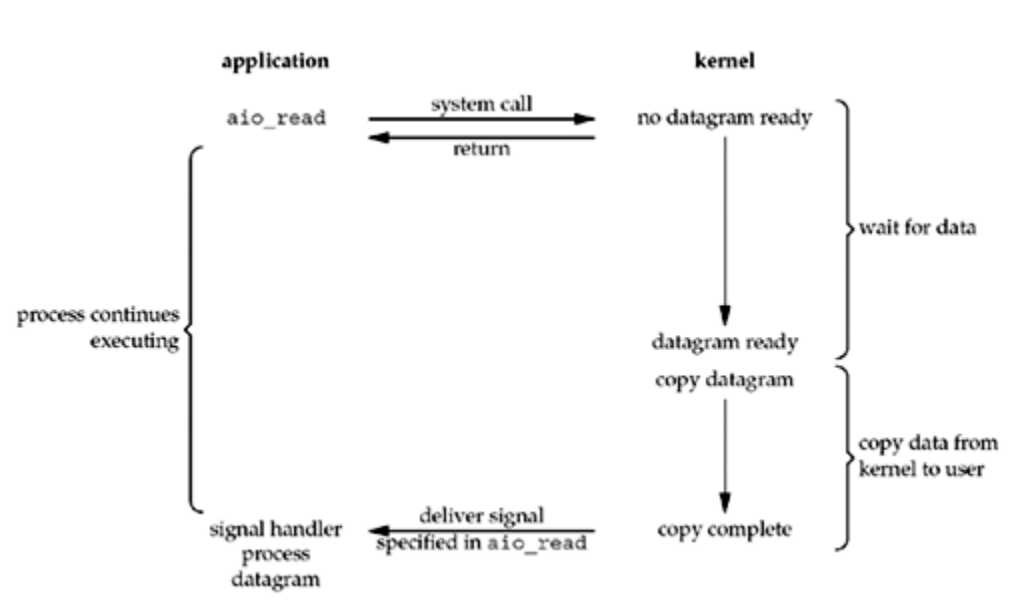 application
kernel
aio_read
system call
no datagram ready
return
wait for data
process continues
executing
datagram ready
copy datagram
copy data from
kernel to user
deliver signal
signal handler
specified in aio_read
copy complete
process
datagram